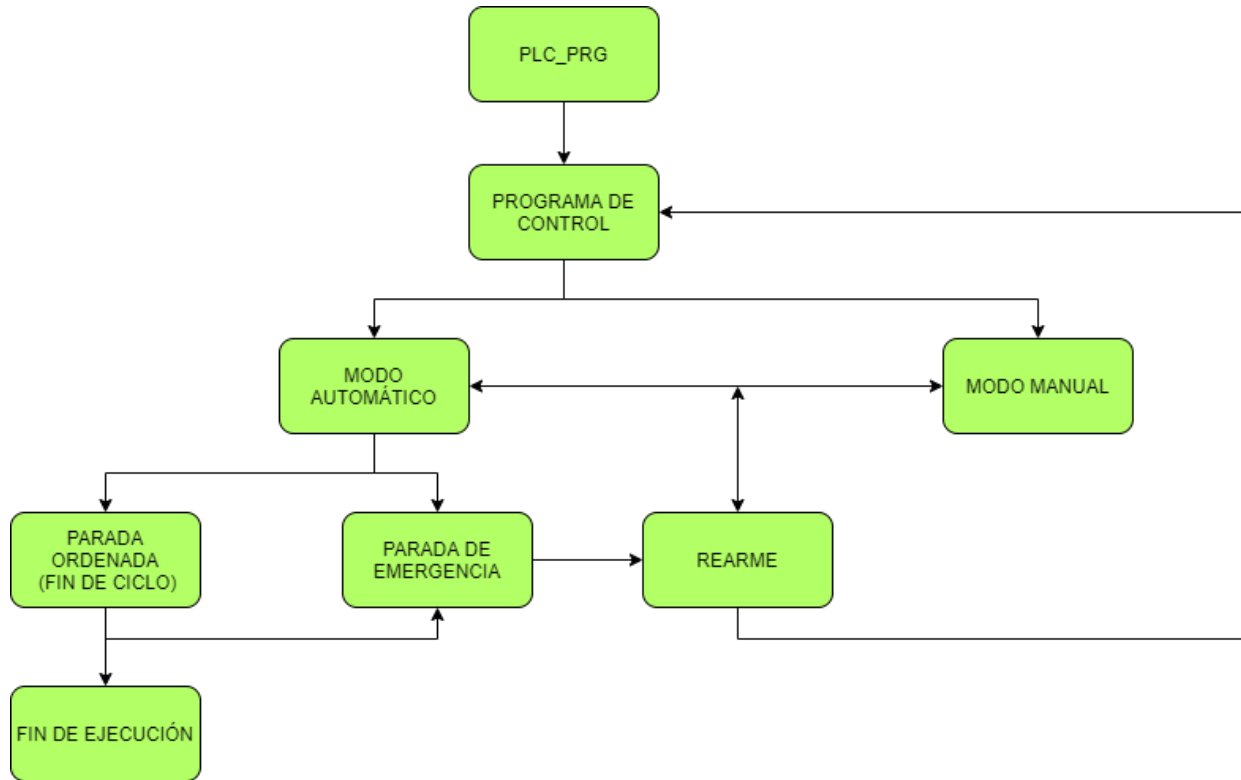 PLC_PRG
PROGRAMA DE
CONTROL
MODO
AUTOMÁTICO
MODO MANUAL
PARADA
ORDENADA
(FIN DE CICLO)
PARADA DE
EMERGENCIA
REARME
FIN DE EJECUCIÓN